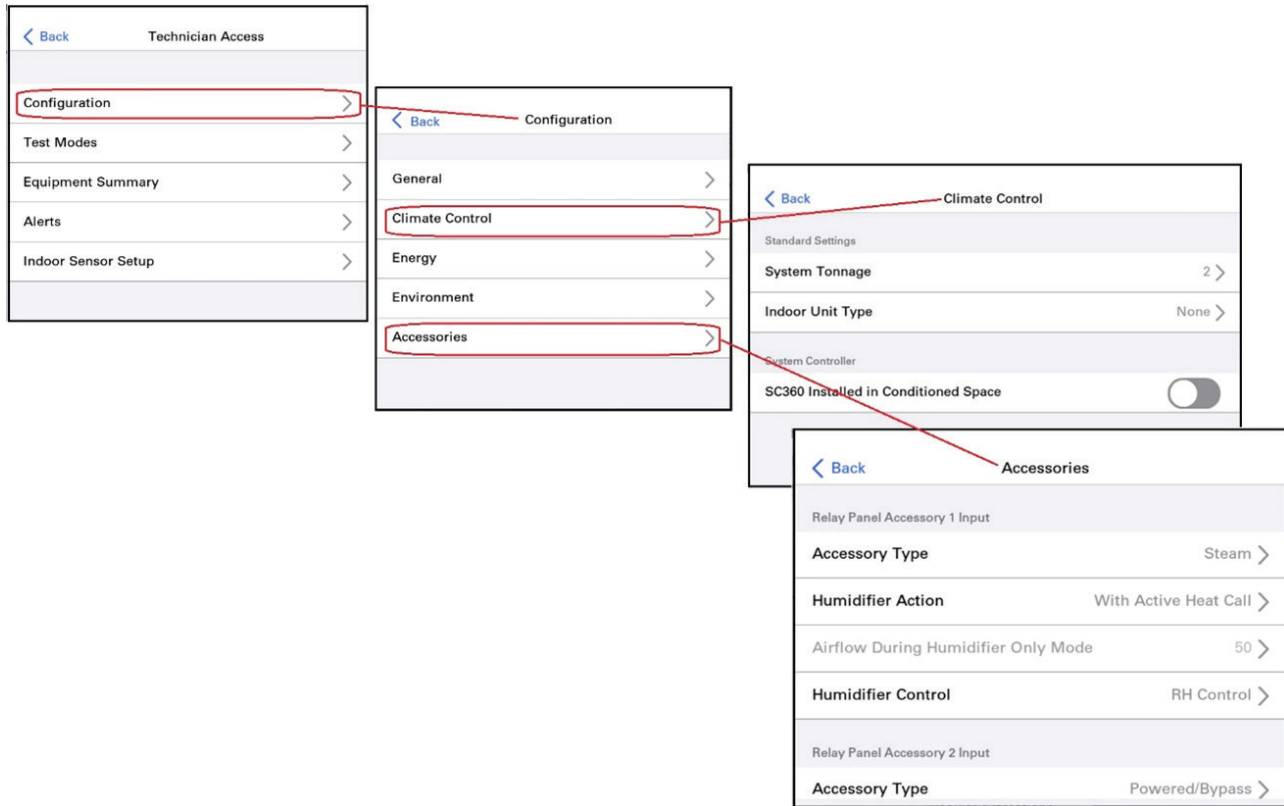 Back Technician Access
Configuration
Test Modes
Equipment Summary
Alerts
Indoor Sensor Setup
Back Configuration
General
Climate Control
Energy
Environment
Accessories
Back Climate Control
Standard Settings
System Tonnage 2
Indoor Unit Type None
System Controller
SC360 Installed in Conditioned Space
Back Accessories
Relay Panel Accessory 1 Input
Accessory Type Steam
Humidifier Action With Active Heat Call
Airflow During Humidifier Only Mode 50
Humidifier Control RH Control
Relay Panel Accessory 2 Input
Accessory Type Powered/Bypass